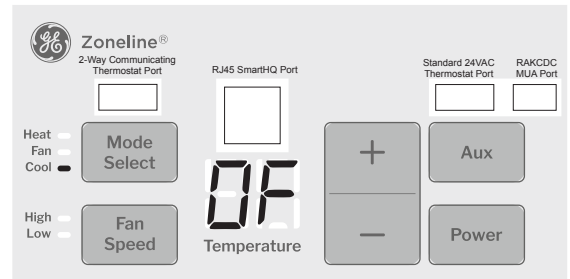 GE Zoneline®
2-Way Communicating
Thermostat Port
RJ45 SmartHQ Port
Standard 24VAC
Thermostat Port
RAKCDC
MUA Port
Heat
Fan
Cool
Mode
Select
+
Aux
0F
High
Low
Fan
Speed
Temperature
−
Power